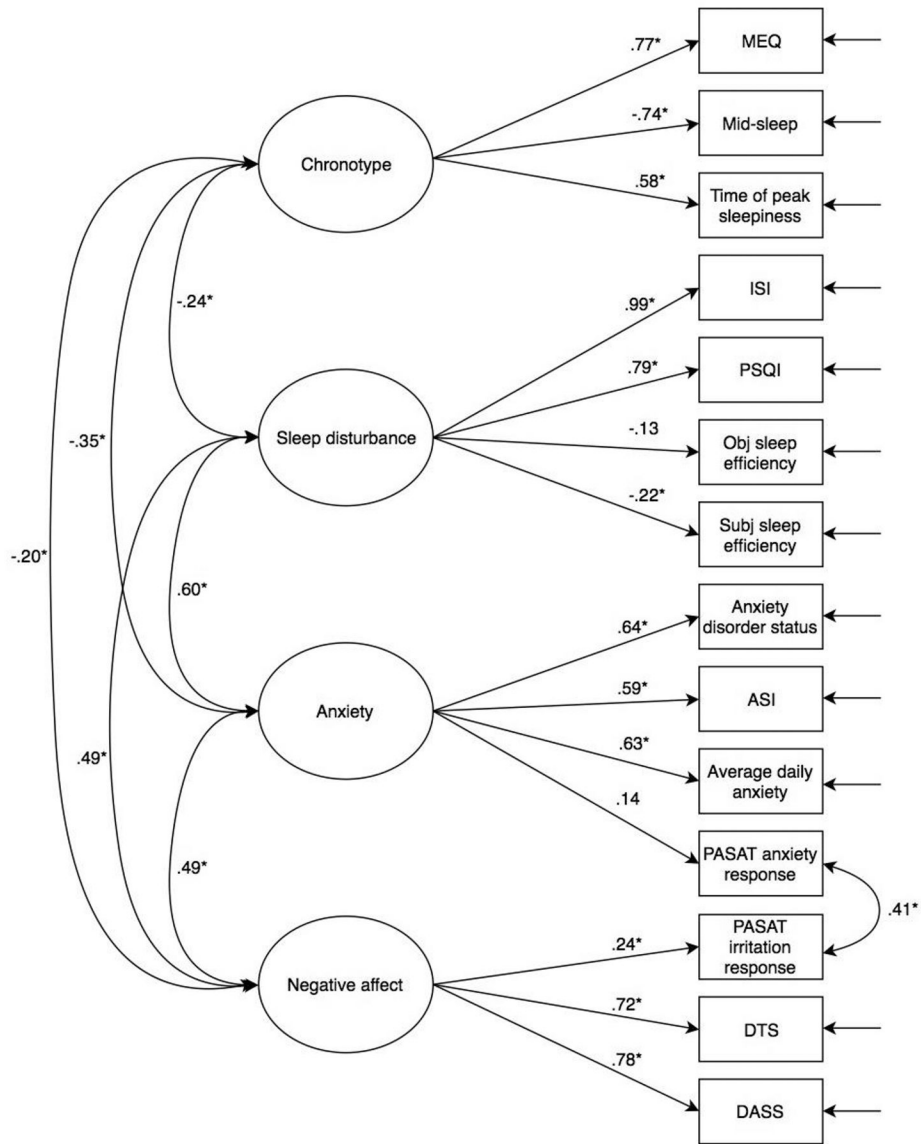 MEQ
.77*
-.74*
Mid-sleep
Chronotype
.58*
Time of peak
sleepiness
-.24*
ISI
.99*
PSQI
.79*
Sleep disturbance
-.13
Obj sleep
efficiency
-.35*
-.22*
Subj sleep
efficiency
-.20*
.60*
Anxiety
disorder status
.64*
.59*
ASI
Anxiety
.63*
Average daily
anxiety
.49*
.14
PASAT anxiety
response
.49*
.41*
PASAT
irritation
response
.24*
Negative affect
.72*
DTS
.78*
DASS